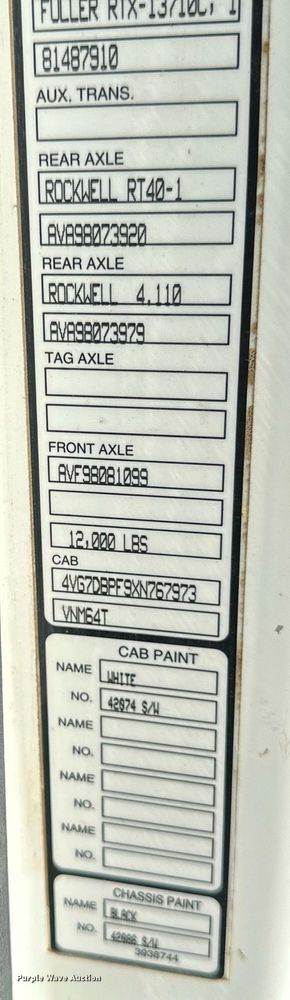 FULLER RTX-13710C, 1
81487910
AUX. TRANS.
REAR AXLE
ROCKWELL RT40-1
AVA98073920
REAR AXLE
ROCKWELL 4.110
AVA98073979
TAG AXLE
FRONT AXLE
AVF98081099
12,000 LBS
CAB
4VG7DBPF9XN767973
VNM64T
CAB PAINT
NAME WHITE
NO. 42874 S/W
NAME
NO.
NAME
NO.
NAME
NO.
CHASSIS PAINT
NAME BLACK
NO. 42886 S/W
3938744
Purple Wave Auction